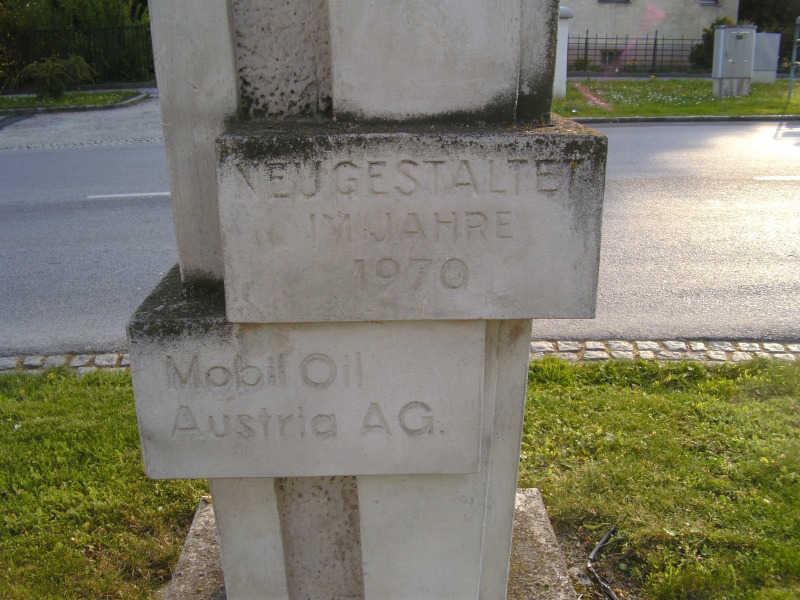 NEUGESTALTET
IM JAHRE
1970
Mobil Oil
Austria AG.